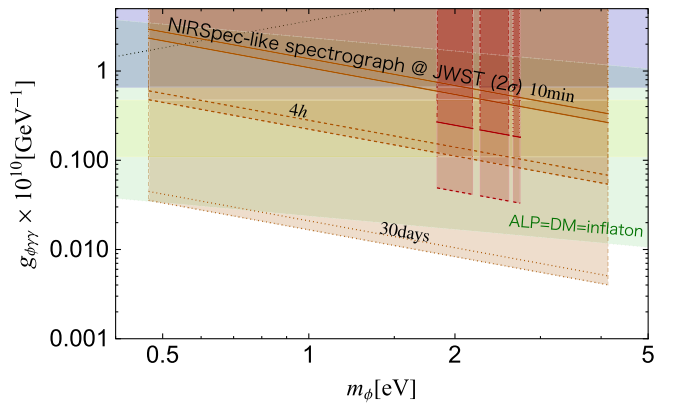 NIRSpec-like spectrograph @ JWST (2σ) 10min
4h
30days
ALP=DM=inflaton
1
0.100
0.010
0.001
0.5
1
2
5
g_{ϕγγ} × 10^{10}[GeV^{-1}]
m_ϕ[eV]